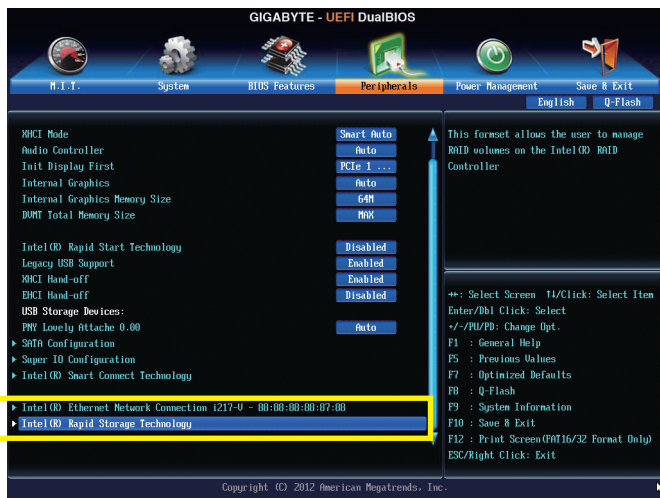 GIGABYTE - UEFI DualBIOS
M.I.T.
System
BIOS Features
Peripherals
Power Management
Save & Exit
English
Q-Flash
XHCI Mode Smart Auto
Audio Controller Auto
Init Display First PCIe 1 ...
Internal Graphics Auto
Internal Graphics Memory Size 64M
DVMT Total Memory Size MAX
Intel(R) Rapid Start Technology Disabled
Legacy USB Support Enabled
XHCI Hand-off Enabled
EHCI Hand-off Disabled
USB Storage Devices:
PNY Lovely Attache 0.00 Auto
SATA Configuration
Super IO Configuration
Intel(R) Smart Connect Technology
Intel(R) Ethernet Network Connection i217-V - 88:88:88:88:07:88
Intel(R) Rapid Storage Technology
This formset allows the user to manage
RAID volumes on the Intel(R) RAID
Controller
↔: Select Screen ↑↓/Click: Select Item
Enter/Dbl Click: Select
+/-/PU/PD: Change Opt.
F1 : General Help
F5 : Previous Values
F7 : Optimized Defaults
F8 : Q-Flash
F9 : System Information
F10 : Save & Exit
F12 : Print Screen(FAT16/32 Format Only)
ESC/Right Click: Exit
Copyright (C) 2012 American Megatrends, Inc.